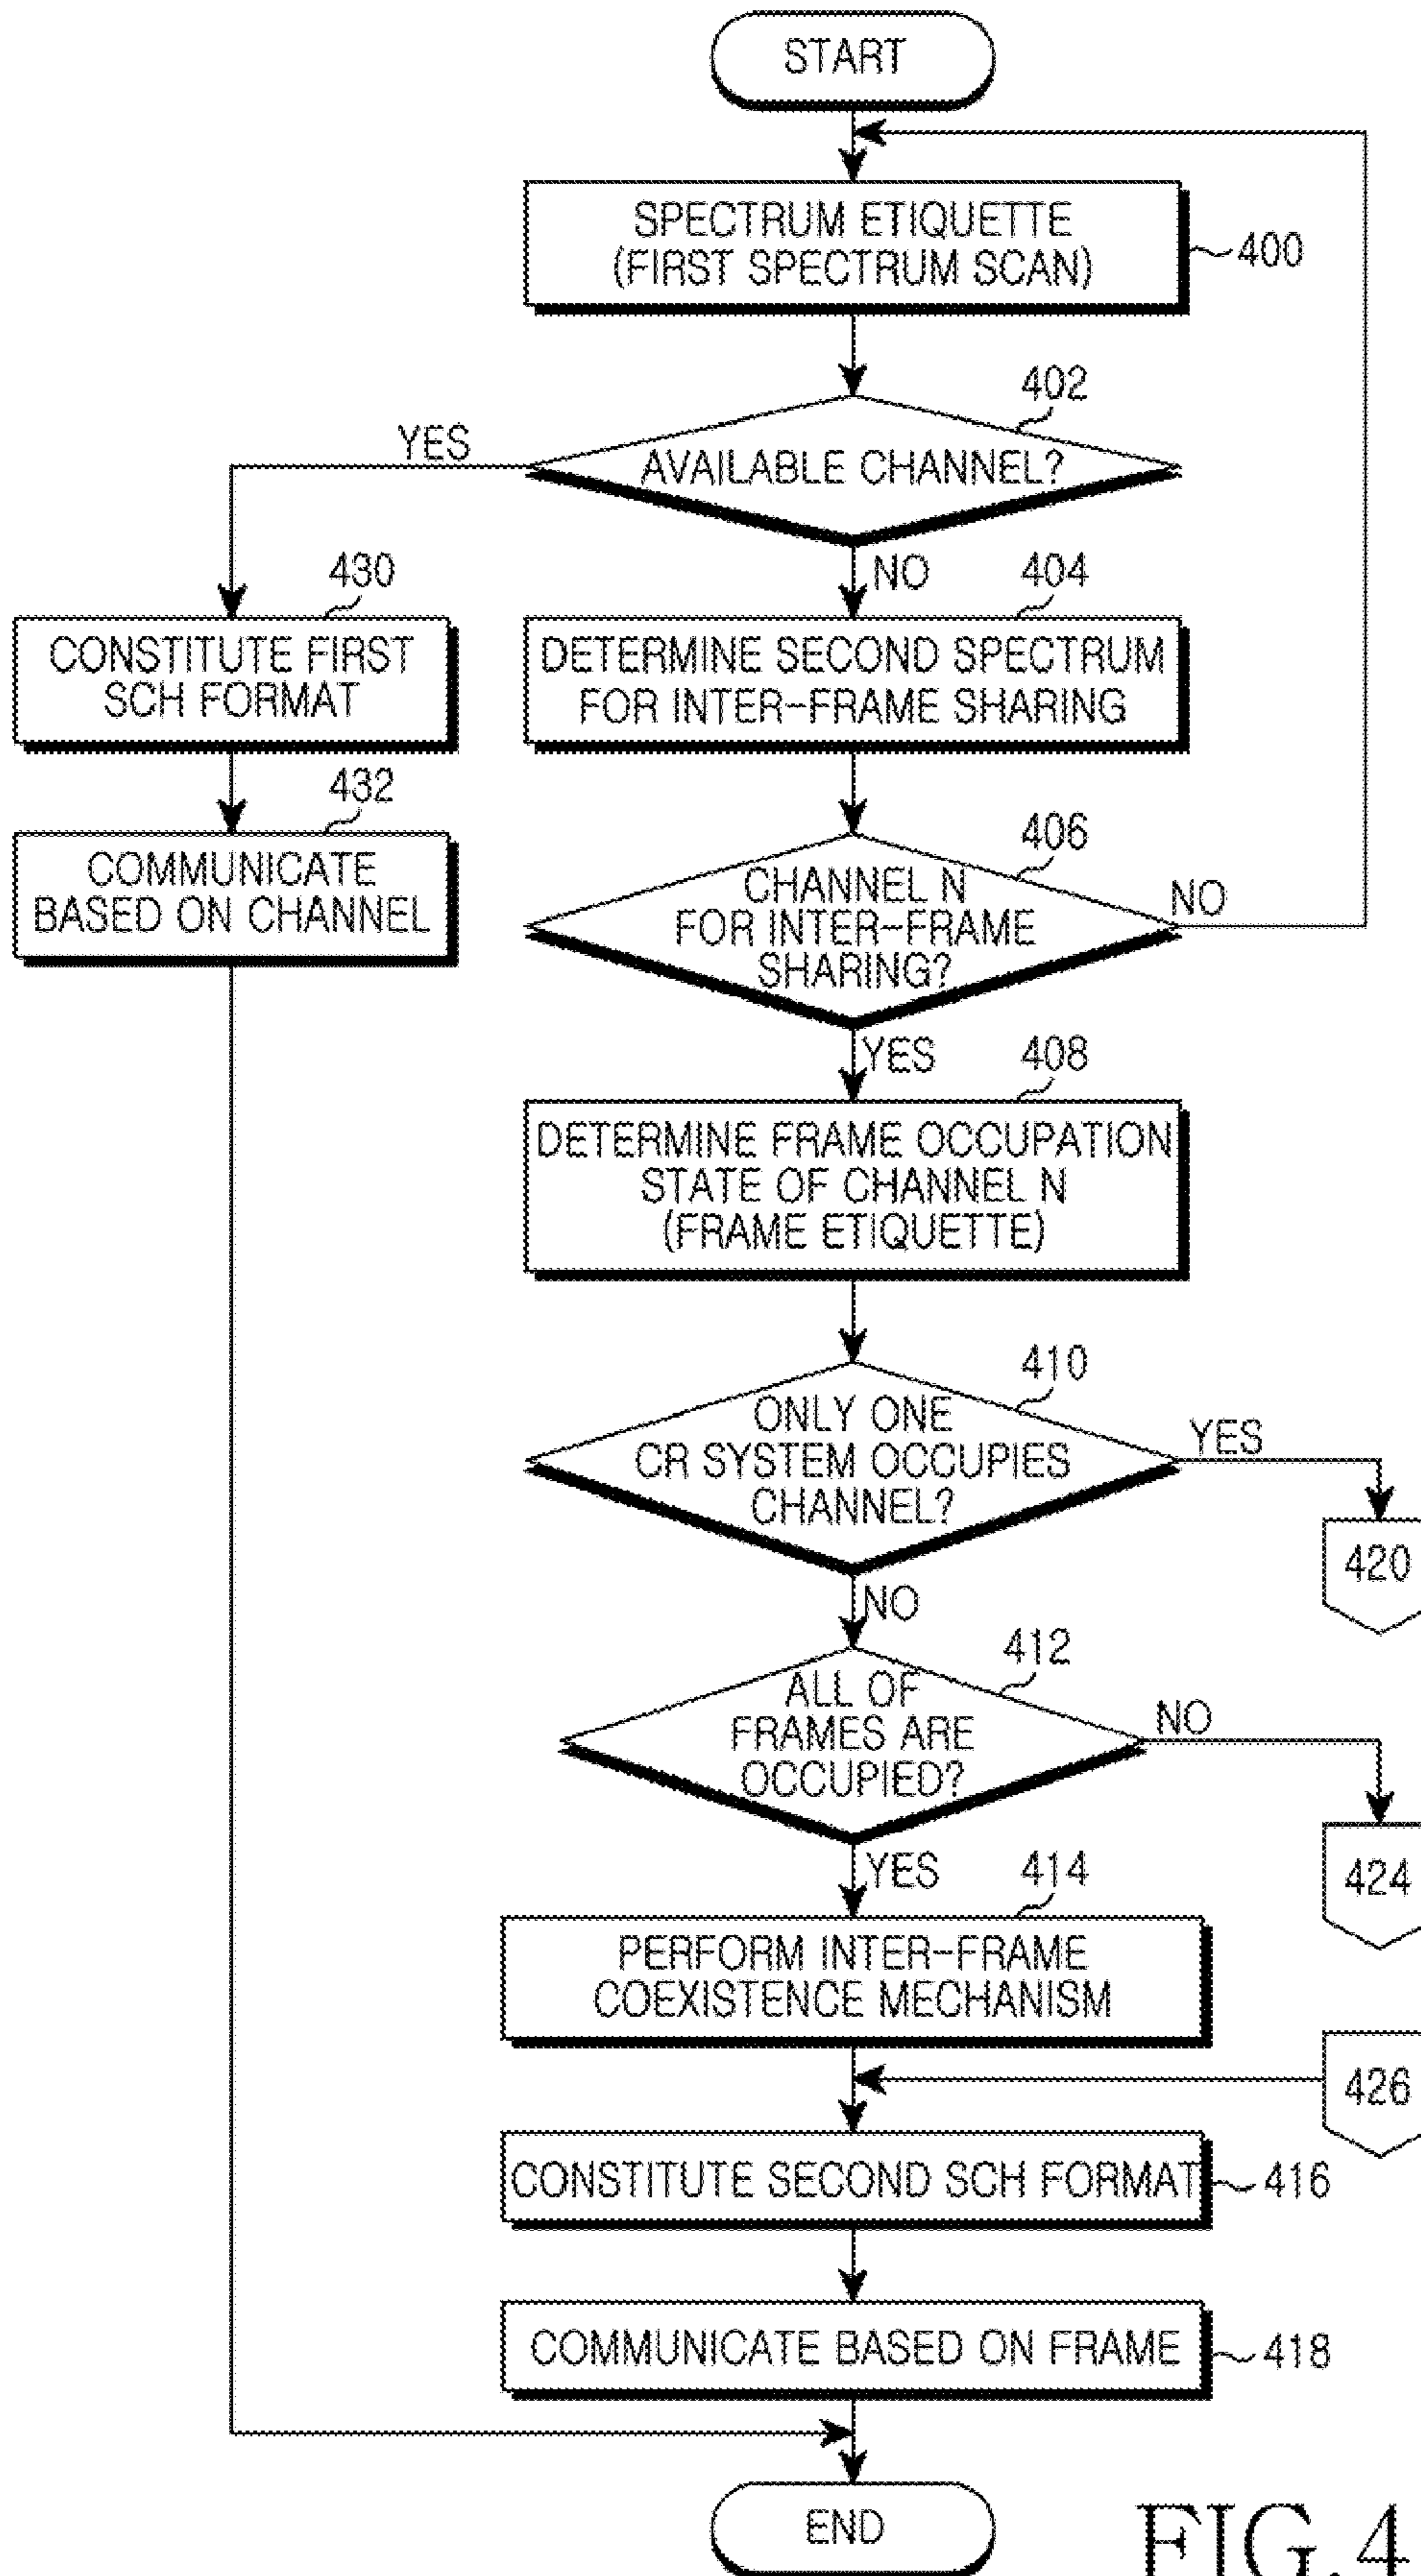 START
SPECTRUM ETIQUETTE
(FIRST SPECTRUM SCAN)
400
402
AVAILABLE CHANNEL?
YES
NO
430
CONSTITUTE FIRST
SCH FORMAT
432
COMMUNICATE
BASED ON CHANNEL
404
DETERMINE SECOND SPECTRUM
FOR INTER-FRAME SHARING
406
CHANNEL N
FOR INTER-FRAME
SHARING?
NO
YES
408
DETERMINE FRAME OCCUPATION
STATE OF CHANNEL N
(FRAME ETIQUETTE)
410
ONLY ONE
CR SYSTEM OCCUPIES
CHANNEL?
YES
420
NO
412
ALL OF
FRAMES ARE
OCCUPIED?
NO
424
YES
414
PERFORM INTER-FRAME
COEXISTENCE MECHANISM
426
CONSTITUTE SECOND SCH FORMAT
416
COMMUNICATE BASED ON FRAME
418
END
FIG.4